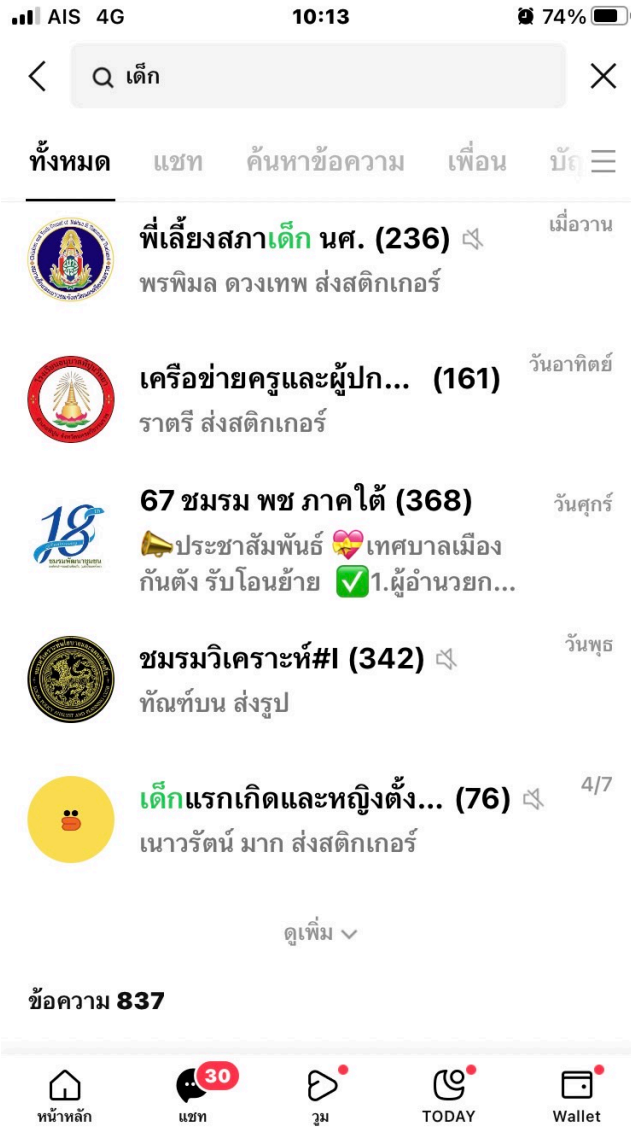 AIS 4G 10:13 74%
เด็ก
ทั้งหมด แชท ค้นหาข้อความ เพื่อน
พี่เลี้ยงสภาเด็ก นศ. (236) เมื่อวาน
พรพิมล ดวงเทพ ส่งสติกเกอร์
เครือข่ายครูและผู้ปก... (161) วันอาทิตย์
ราตรี ส่งสติกเกอร์
67 ชมรม พช ภาคใต้ (368) วันศุกร์
📣ประชาสัมพันธ์ 💝เทศบาลเมือง
กันตัง รับโอนย้าย ✅1.ผู้อำนวยก...
ชมรมวิเคราะห์#I (342) วันพุธ
ทัณฑ์บน ส่งรูป
เด็กแรกเกิดและหญิงตั้ง... (76) 4/7
เนาวรัตน์ มาก ส่งสติกเกอร์
ดูเพิ่ม
ข้อความ 837
30
หน้าหลัก แชท วูม TODAY Wallet